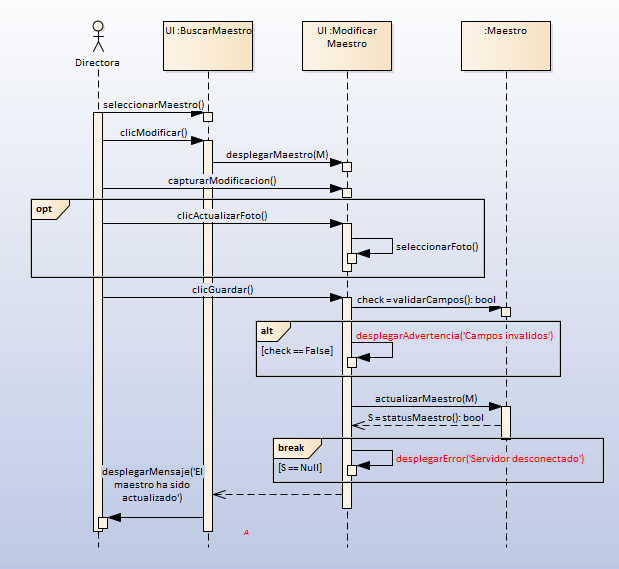 UI :BuscarMaestro
UI :Modificar
Maestro
:Maestro
Directora
seleccionarMaestro()
clicModificar()
desplegarMaestro(M)
capturarModificacion()
opt
clicActualizarFoto()
seleccionarFoto()
clicGuardar()
check = validarCampos(): bool
alt
[check == False]
desplegarAdvertencia('Campos invalidos')
actualizarMaestro(M)
S = statusMaestro(): bool
break
[S == Null]
desplegarError('Servidor desconectado')
desplegarMensaje('El
maestro ha sido
actualizado')
A